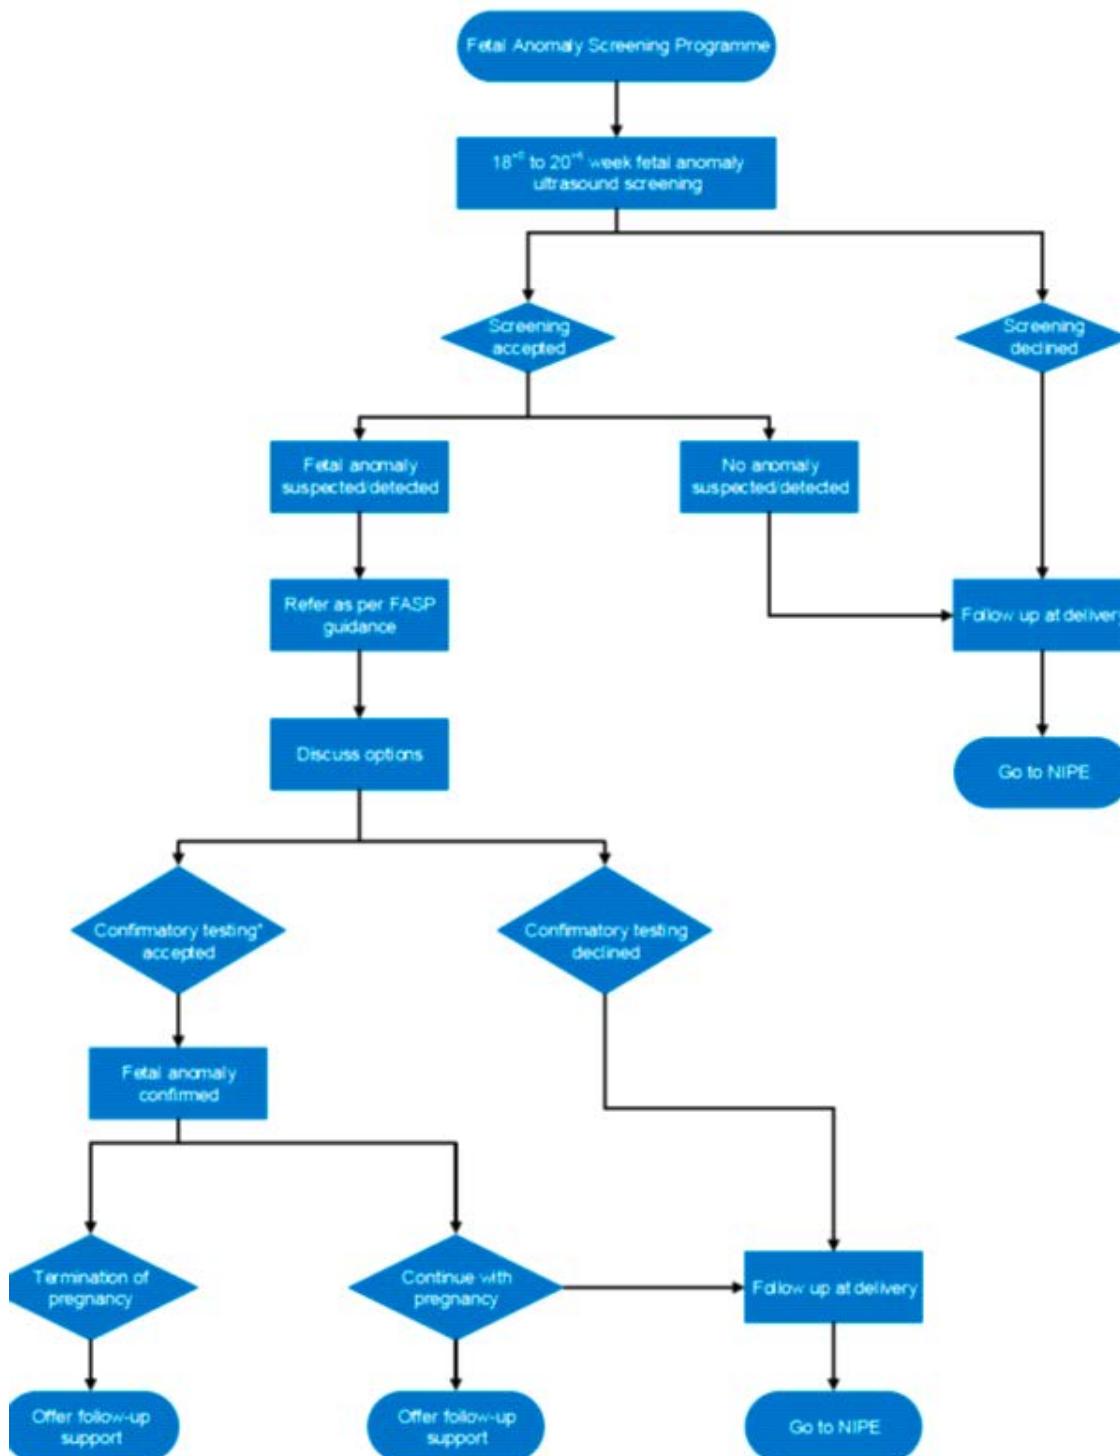 Fetal Anomaly Screening Programme
18⁺⁰ to 20⁺⁶ week fetal anomaly
ultrasound screening
Screening
accepted
Screening
declined
Fetal anomaly
suspected/detected
No anomaly
suspected/detected
Refer as per FASP
guidance
Follow up at delivery
Discuss options
Go to NIPE
Confirmatory testing*
accepted
Confirmatory testing
declined
Fetal anomaly
confirmed
Termination of
pregnancy
Continue with
pregnancy
Follow up at delivery
Offer follow-up
support
Offer follow-up
support
Go to NIPE